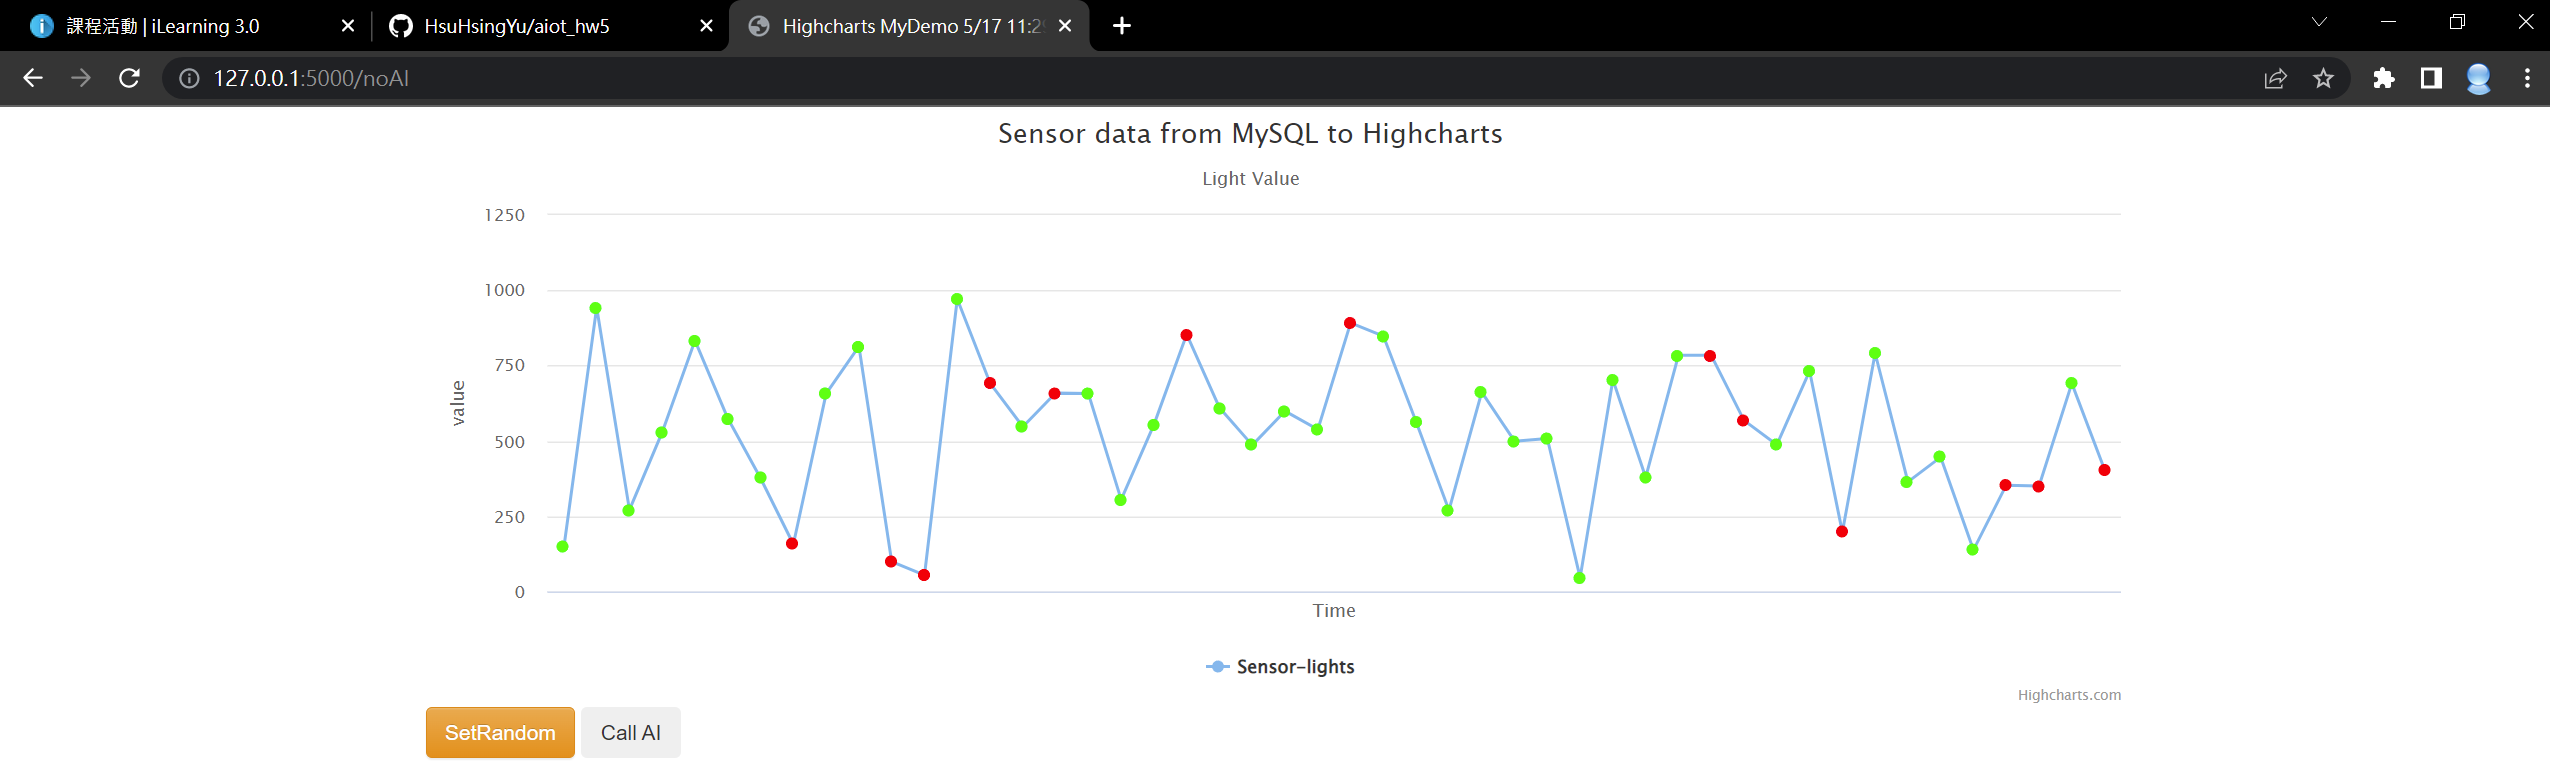 課程活動 | iLearning 3.0
HsuHsingYu/aiot_hw5
Highcharts MyDemo 5/17 11:29
127.0.0.1:5000/noAI
Sensor data from MySQL to Highcharts
Light Value
1250
1000
750
500
250
0
value
Time
Sensor-lights
Highcharts.com
SetRandom
Call AI